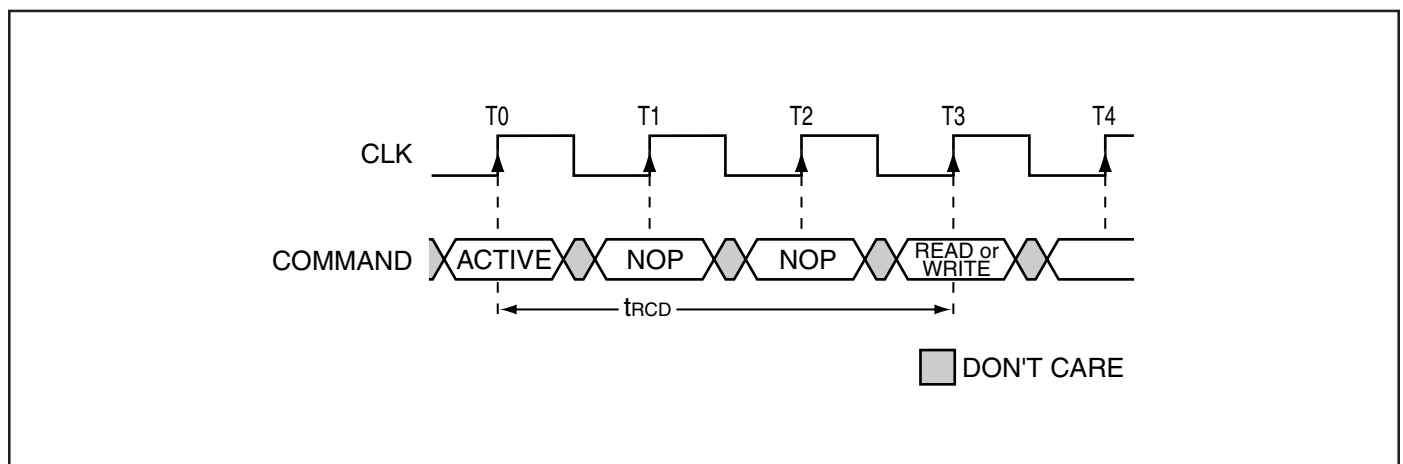 T0 T1 T2 T3 T4
CLK
COMMAND ACTIVE NOP NOP READ or
WRITE
tRCD
DON'T CARE